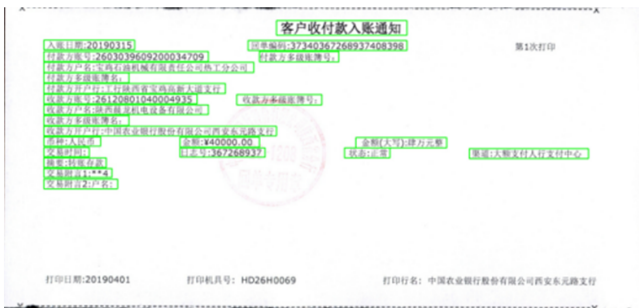 客户收付款入账通知
入账日期:20190315 回单编码:37340367268937408398 第1次打印
付款方账号:2603039609200034709 付款方多级账簿号:
付款方户名:宝鸡石油机械有限责任公司热工分公司
付款方多级账簿名:
付款方开户行:工行陕西省宝鸡高新大道支行
收款方账号:26120801040004935 收款方多级账簿号:
收款方户名:陕西晨龙机电设备有限公司
收款方多级账簿名:
收款方开户行:中国农业银行股份有限公司西安东元路支行
币种:人民币 金额:¥40000.00 金额(大写):肆万元整
交易时间: 日志号:367268937 状态:正常 渠道:大额支付人行支付中心
摘要:转账存款
交易附言1:**4
交易附言2:户名:
打印日期:20190401 打印机具号: HD26H0069 打印行名: 中国农业银行股份有限公司西安东元路支行